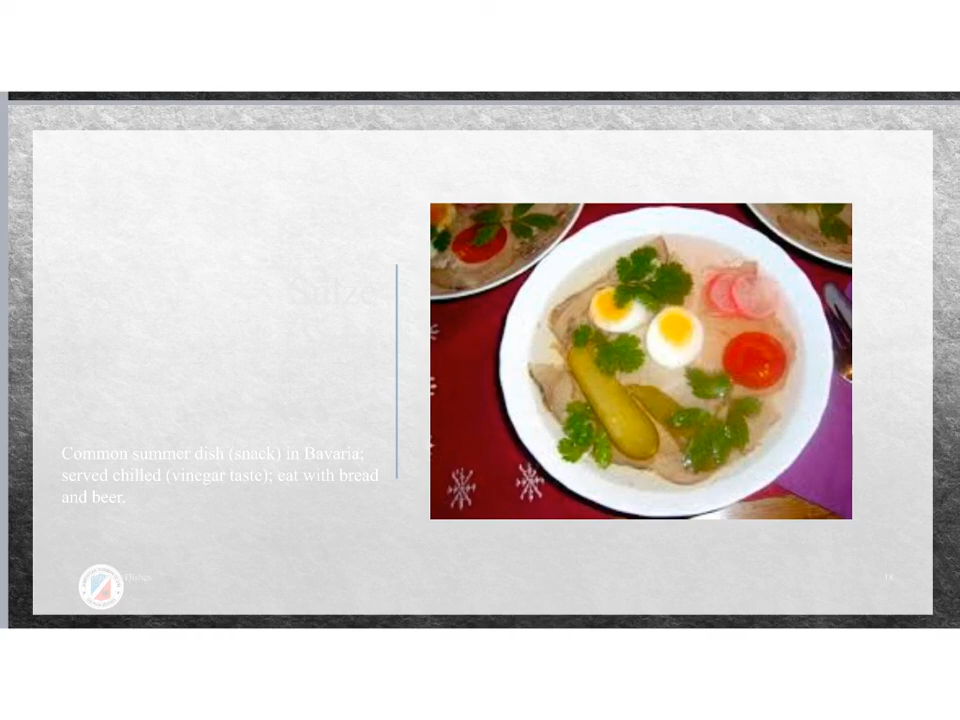 Sülze
Common summer dish (snack) in Bavaria;
served chilled (vinegar taste); eat with bread
and beer.